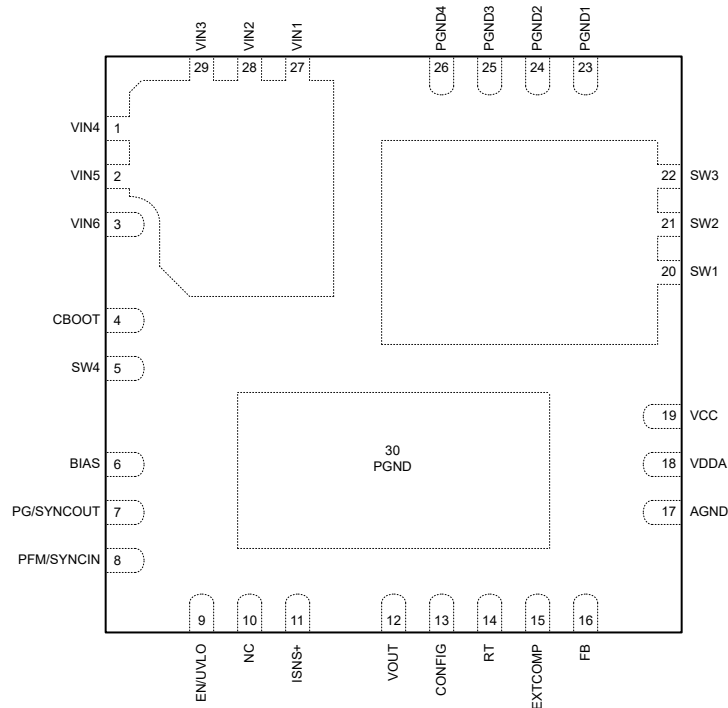 VIN3
VIN2
VIN1
PGND4
PGND3
PGND2
PGND1
29
28
27
26
25
24
23
VIN4 1
VIN5 2
VIN6 3
CBOOT 4
SW4 5
BIAS 6
PG/SYNCOUT 7
PFM/SYNCIN 8
22 SW3
21 SW2
20 SW1
19 VCC
18 VDDA
17 AGND
30
PGND
9
10
11
12
13
14
15
16
EN/UVLO
NC
ISNS+
VOUT
CONFIG
RT
EXTCOMP
FB